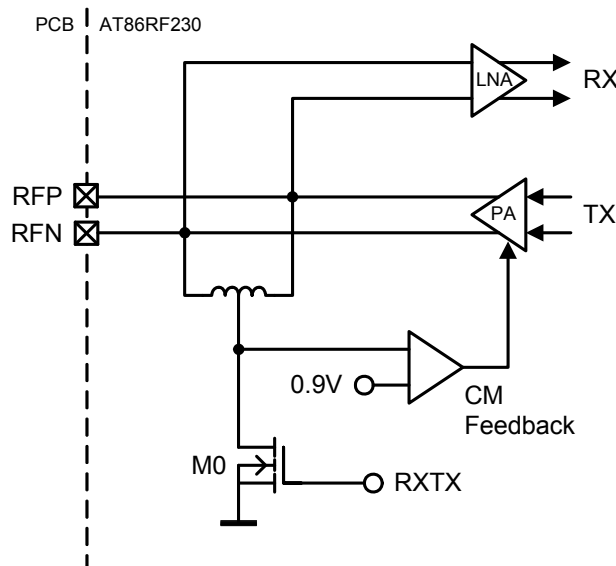 PCB
AT86RF230
LNA
RX
RFP
RFN
PA
TX
0.9V
CM
Feedback
M0
RXTX